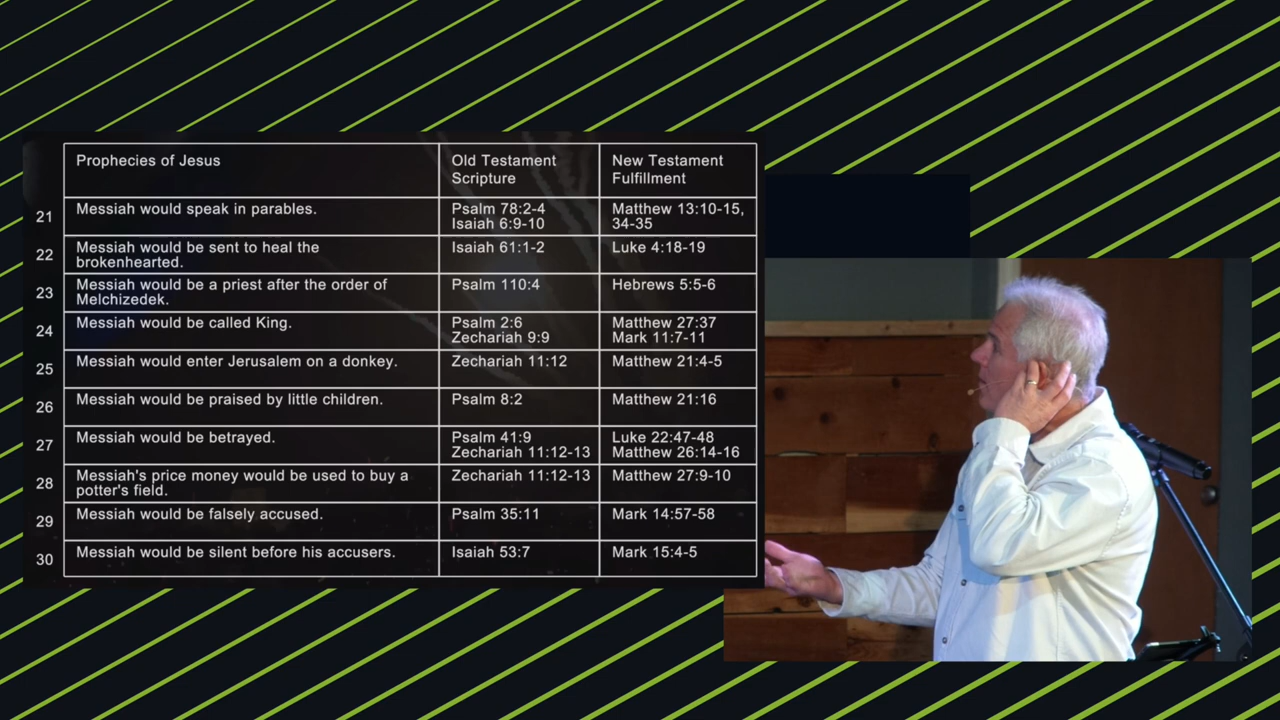 Prophecies of Jesus
Old Testament
Scripture
New Testament
Fulfillment
21
Messiah would speak in parables.
Psalm 78:2-4
Isaiah 6:9-10
Matthew 13:10-15,
34-35
22
Messiah would be sent to heal the
brokenhearted.
Isaiah 61:1-2
Luke 4:18-19
23
Messiah would be a priest after the order of
Melchizedek.
Psalm 110:4
Hebrews 5:5-6
24
Messiah would be called King.
Psalm 2:6
Zechariah 9:9
Matthew 27:37
Mark 11:7-11
25
Messiah would enter Jerusalem on a donkey.
Zechariah 11:12
Matthew 21:4-5
26
Messiah would be praised by little children.
Psalm 8:2
Matthew 21:16
27
Messiah would be betrayed.
Psalm 41:9
Zechariah 11:12-13
Luke 22:47-48
Matthew 26:14-16
28
Messiah's price money would be used to buy a
potter's field.
Zechariah 11:12-13
Matthew 27:9-10
29
Messiah would be falsely accused.
Psalm 35:11
Mark 14:57-58
30
Messiah would be silent before his accusers.
Isaiah 53:7
Mark 15:4-5